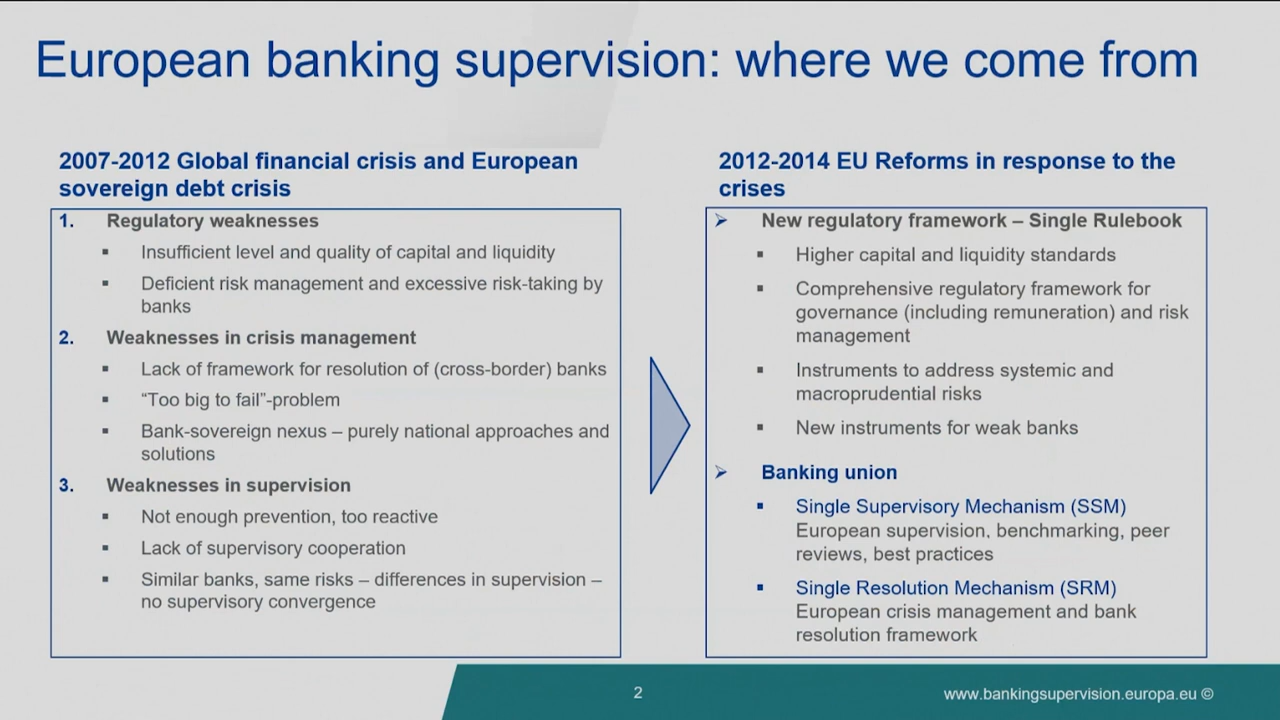 European banking supervision: where we come from
2007-2012 Global financial crisis and European
sovereign debt crisis
1. Regulatory weaknesses
▪ Insufficient level and quality of capital and liquidity
▪ Deficient risk management and excessive risk-taking by
banks
2. Weaknesses in crisis management
▪ Lack of framework for resolution of (cross-border) banks
▪ “Too big to fail”-problem
▪ Bank-sovereign nexus – purely national approaches and
solutions
3. Weaknesses in supervision
▪ Not enough prevention, too reactive
▪ Lack of supervisory cooperation
▪ Similar banks, same risks – differences in supervision –
no supervisory convergence
2012-2014 EU Reforms in response to the
crises
➢ New regulatory framework – Single Rulebook
▪ Higher capital and liquidity standards
▪ Comprehensive regulatory framework for
governance (including remuneration) and risk
management
▪ Instruments to address systemic and
macroprudential risks
▪ New instruments for weak banks
➢ Banking union
▪ Single Supervisory Mechanism (SSM)
European supervision, benchmarking, peer
reviews, best practices
▪ Single Resolution Mechanism (SRM)
European crisis management and bank
resolution framework
2
www.bankingsupervision.europa.eu ©